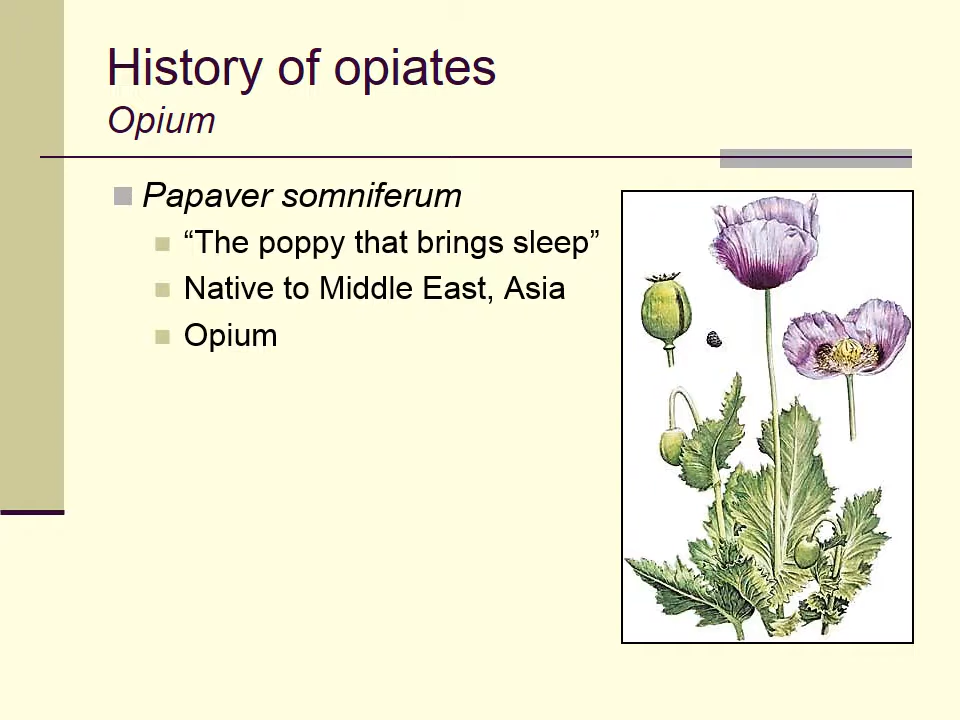 History of opiates
Opium
Papaver somniferum
“The poppy that brings sleep”
Native to Middle East, Asia
Opium